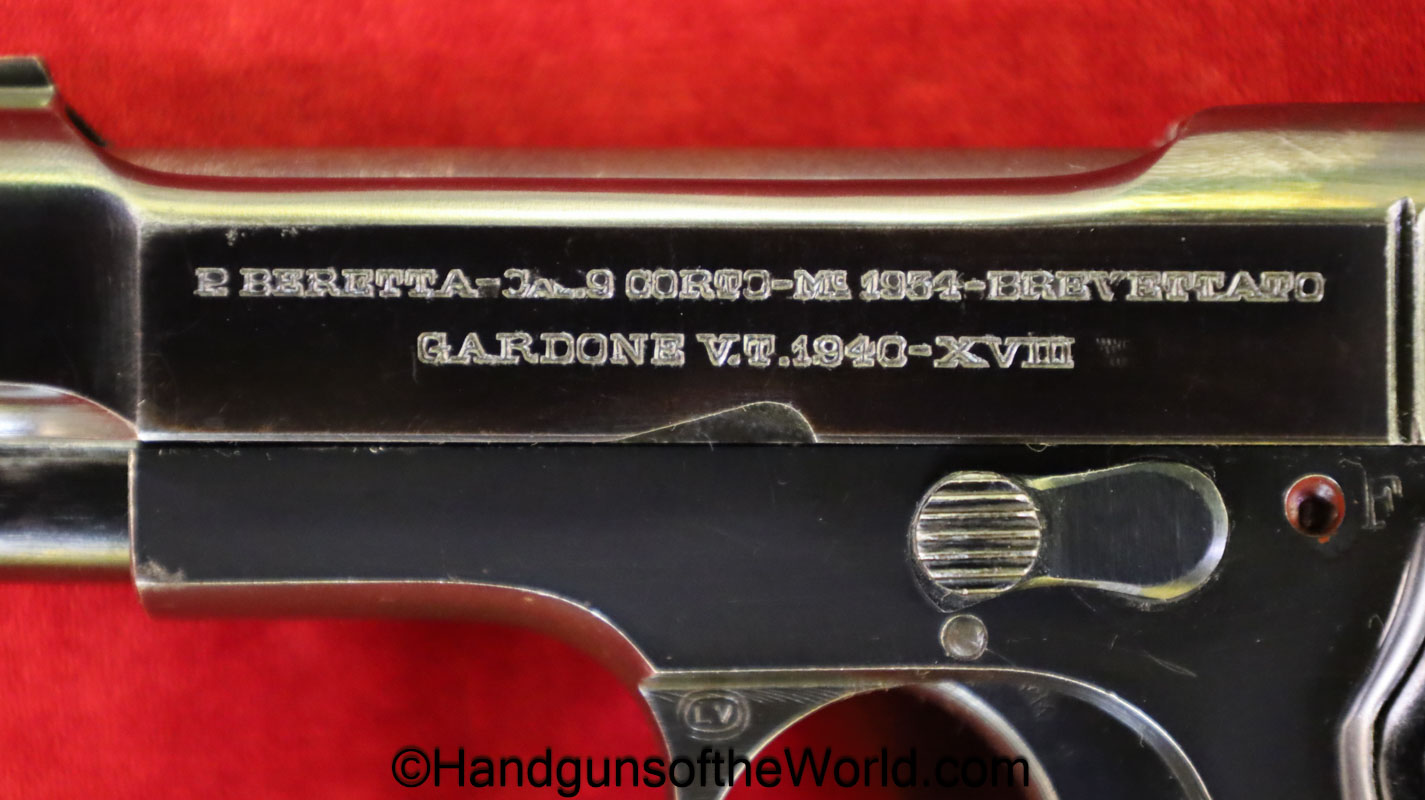 P. BERETTA-CAL.9 CORTO-Mo 1934-BREVETTATO
GARDONE V.T.1940-XVIII
F
LV
©HandgunsoftheWorld.com